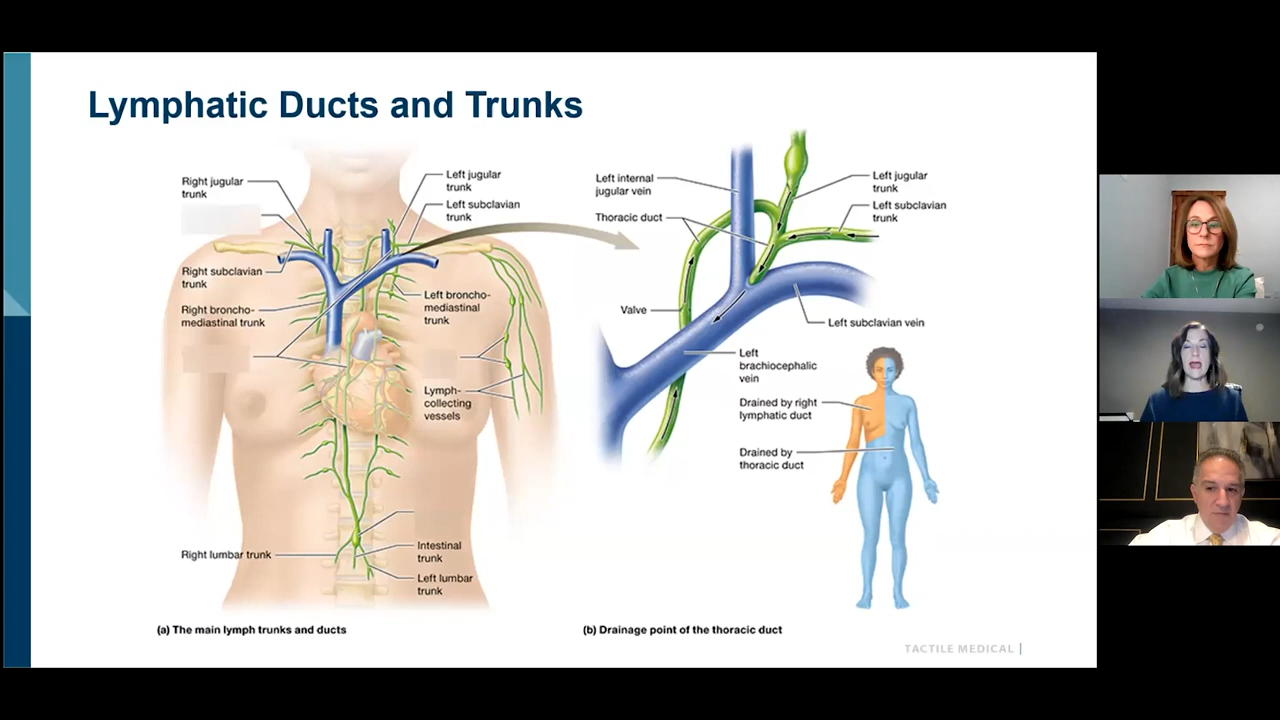 Lymphatic Ducts and Trunks
Right jugular
trunk
Right subclavian
trunk
Right broncho-
mediastinal trunk
Right lumbar trunk
Left jugular
trunk
Left subclavian
trunk
Left broncho-
mediastinal
trunk
Lymph-
collecting
vessels
Intestinal
trunk
Left lumbar
trunk
(a) The main lymph trunks and ducts
Left internal
jugular vein
Thoracic duct
Valve
Left jugular
trunk
Left subclavian
trunk
Left subclavian vein
Left
brachiocephalic
vein
Drained by right
lymphatic duct
Drained by
thoracic duct
(b) Drainage point of the thoracic duct
TACTILE MEDICAL |